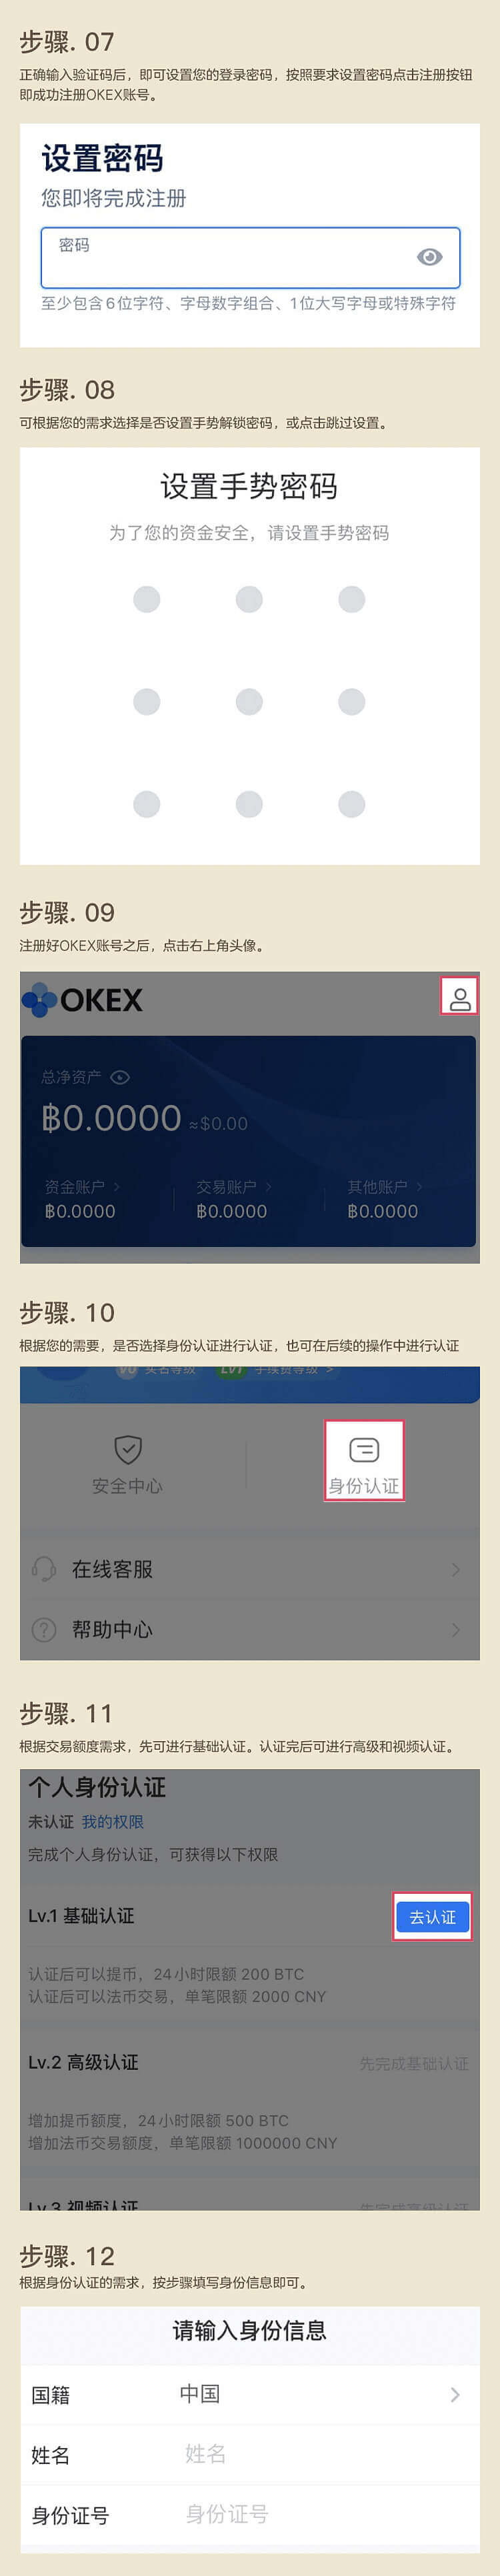 步骤. 07
正确输入验证码后，即可设置您的登录密码，按照要求设置密码点击注册按钮
即成功注册OKEX账号。
设置密码
您即将完成注册
密码
至少包含6位字符、字母数字组合、1位大写字母或特殊字符
步骤. 08
可根据您的需求选择是否设置手势解锁密码，或点击跳过设置。
设置手势密码
为了您的资金安全，请设置手势密码
步骤. 09
注册好OKEX账号之后，点击右上角头像。
OKEX
总净资产
฿0.0000 ≈$0.00
资金账户 > 交易账户 > 其他账户 >
฿0.0000 ฿0.0000 ฿0.0000
步骤. 10
根据您的需要，是否选择身份认证进行认证，也可在后续的操作中进行认证
V0 实名等级 LV1 手续费等级 >
安全中心 身份认证
在线客服
帮助中心
步骤. 11
根据交易额度需求，先可进行基础认证。认证完后可进行高级和视频认证。
个人身份认证
未认证 我的权限
完成个人身份认证，可获得以下权限
Lv.1 基础认证 去认证
认证后可以提币，24小时限额 200 BTC
认证后可以法币交易，单笔限额 2000 CNY
Lv.2 高级认证 先完成基础认证
增加提币额度，24小时限额 500 BTC
增加法币交易额度，单笔限额 1000000 CNY
Lv.3 视频认证 先完成高级认证
步骤. 12
根据身份认证的需求，按步骤填写身份信息即可。
请输入身份信息
国籍 中国
姓名 姓名
身份证号 身份证号